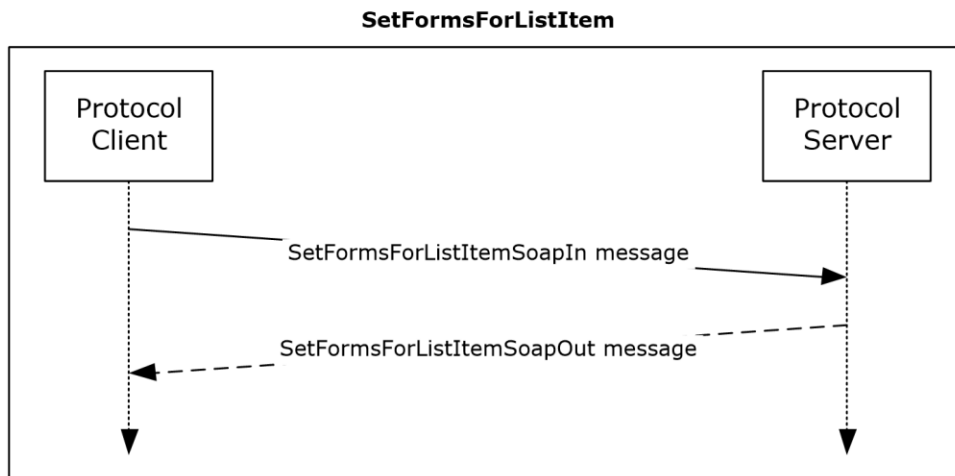 SetFormsForListItem
Protocol
Client
Protocol
Server
SetFormsForListItemSoapIn message
SetFormsForListItemSoapOut message